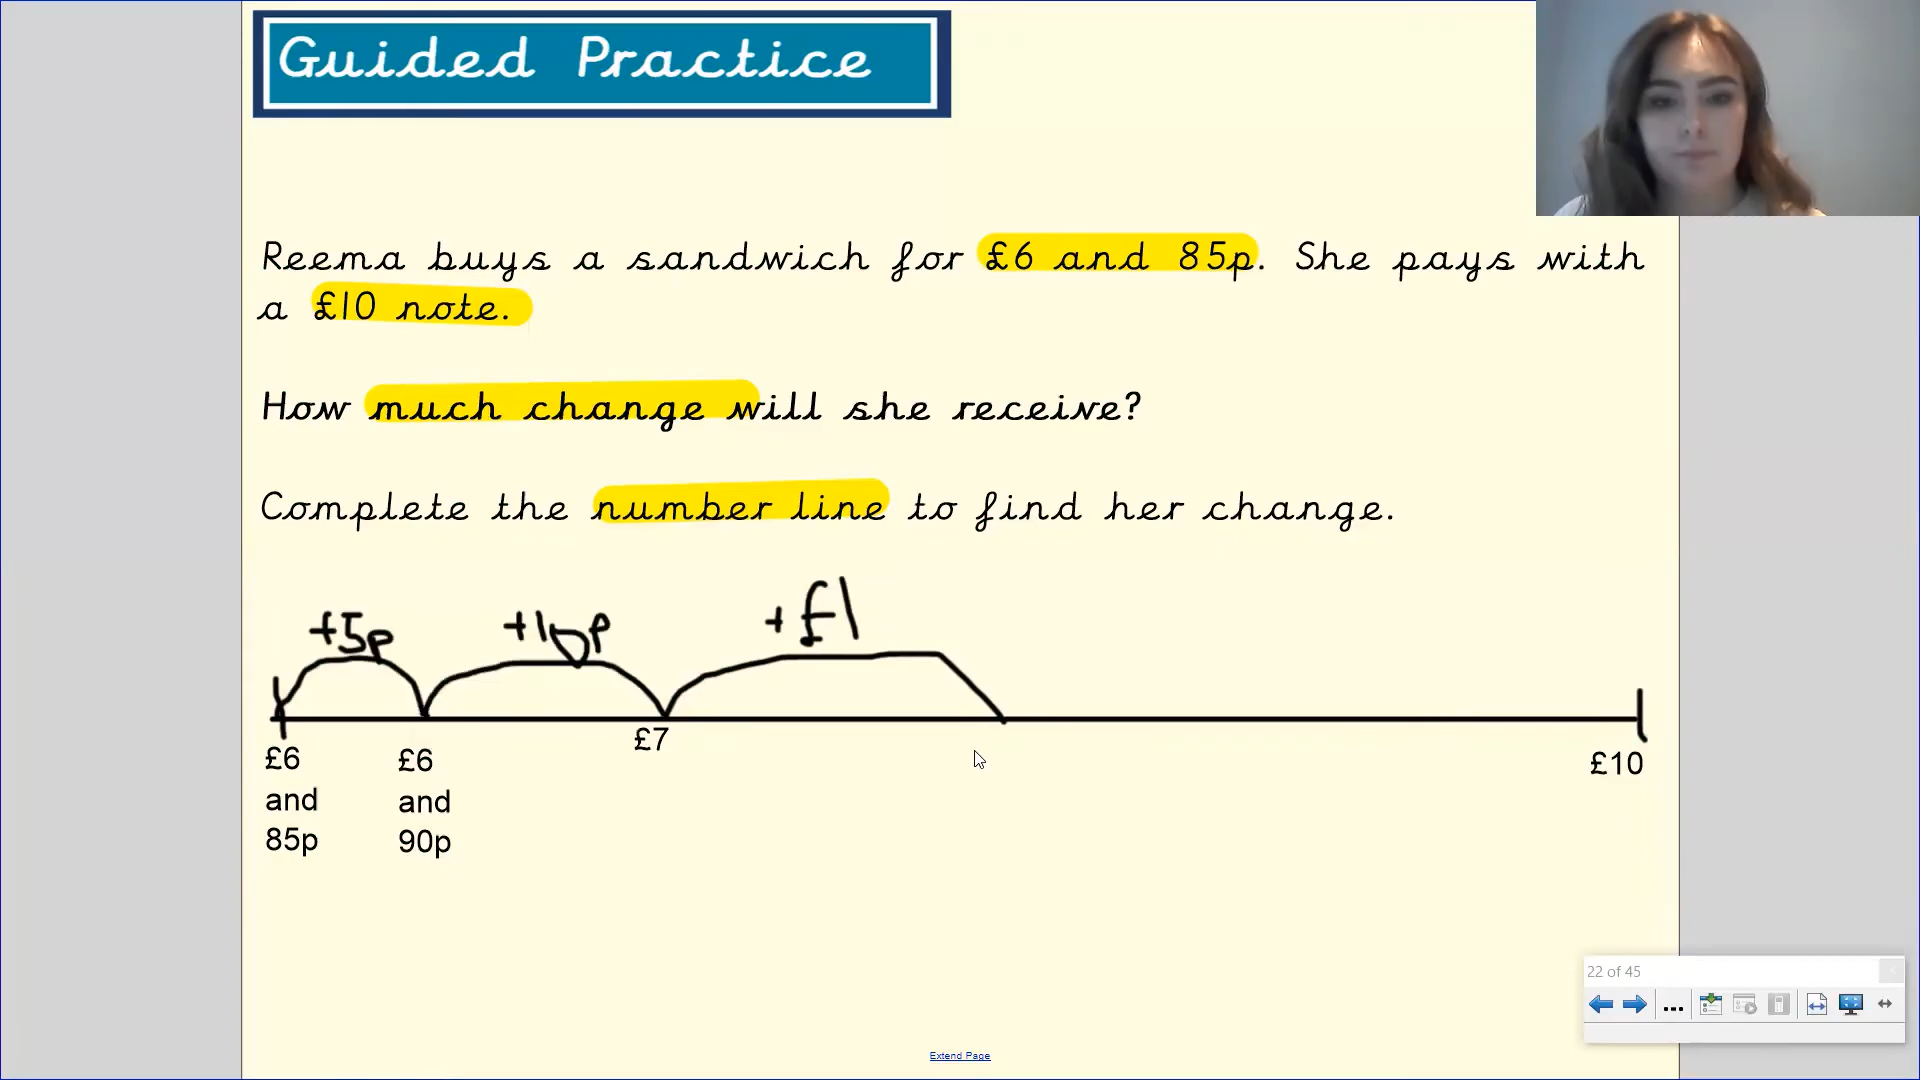 Guided Practice
Reema buys a sandwich for £6 and 85p. She pays with
a £10 note.
How much change will she receive?
Complete the number line to find her change.
+5p +10p +£1
£6 £6 £7 £10
and and
85p 90p
22 of 45
Extend Page